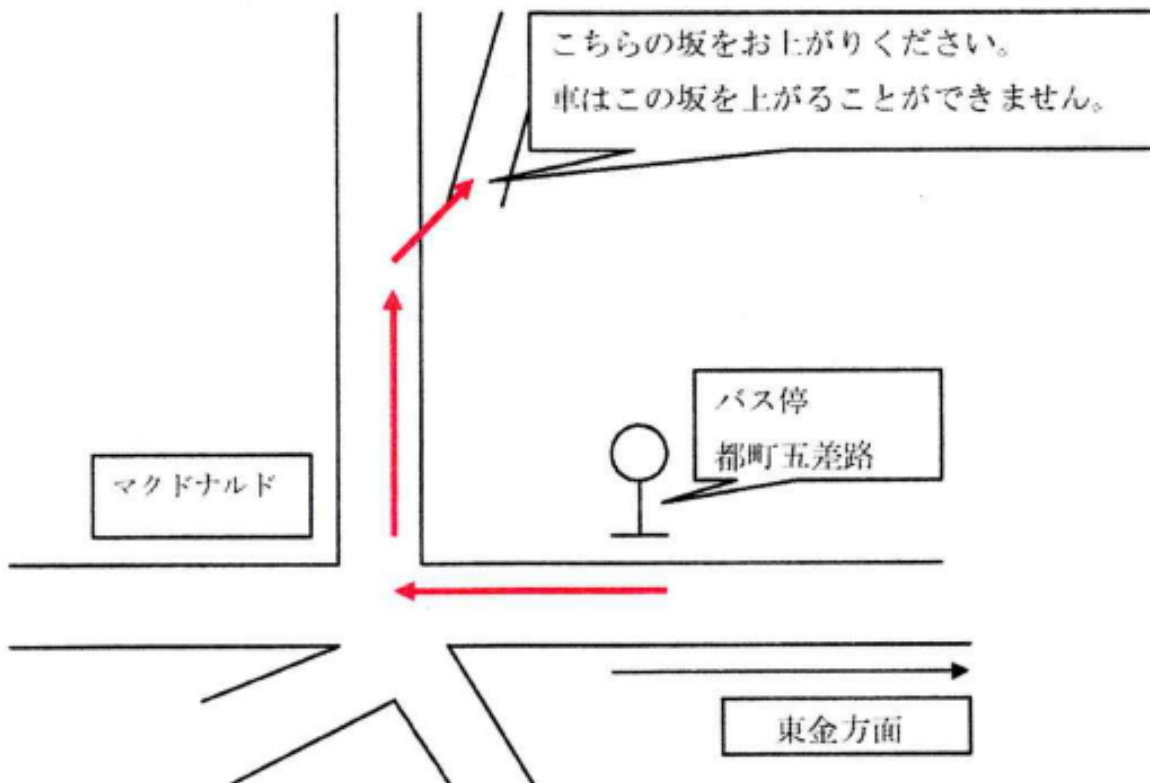 こちらの坂をお上がりください。
車はこの坂を上がることができません。
バス停
都町五差路
マクドナルド
東金方面